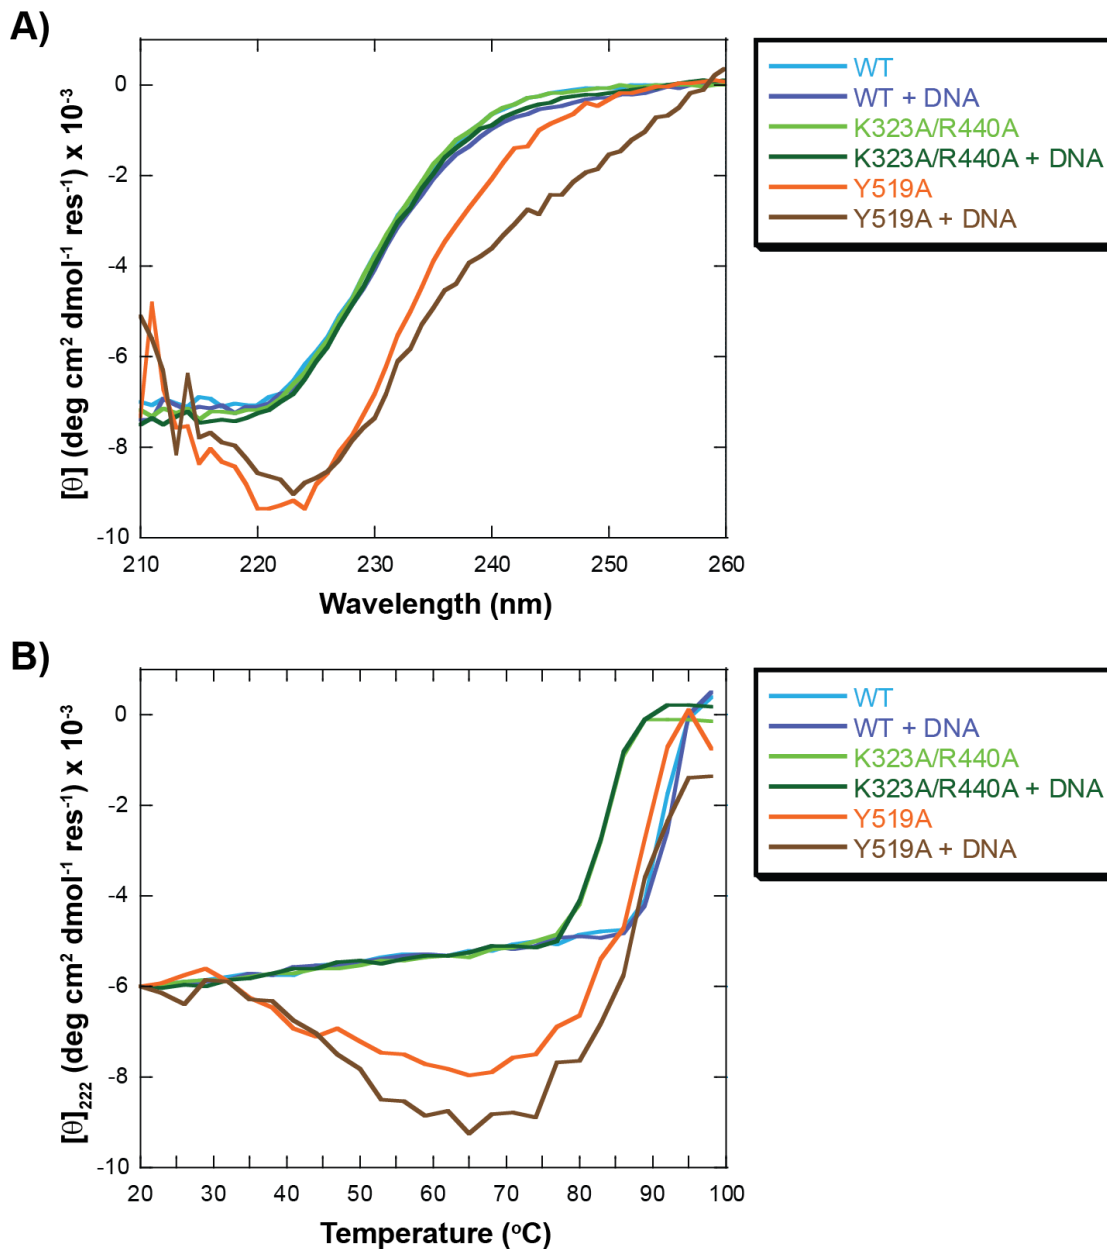 A)
0
-2
-4
-6
-8
-10
210 220 230 240 250 260
[θ] (deg cm² dmol⁻¹ res⁻¹) x 10⁻³
Wavelength (nm)
WT
WT + DNA
K323A/R440A
K323A/R440A + DNA
Y519A
Y519A + DNA
B)
0
-2
-4
-6
-8
-10
20 30 40 50 60 70 80 90 100
[θ]₂₂₂ (deg cm² dmol⁻¹ res⁻¹) x 10⁻³
Temperature (ºC)
WT
WT + DNA
K323A/R440A
K323A/R440A + DNA
Y519A
Y519A + DNA